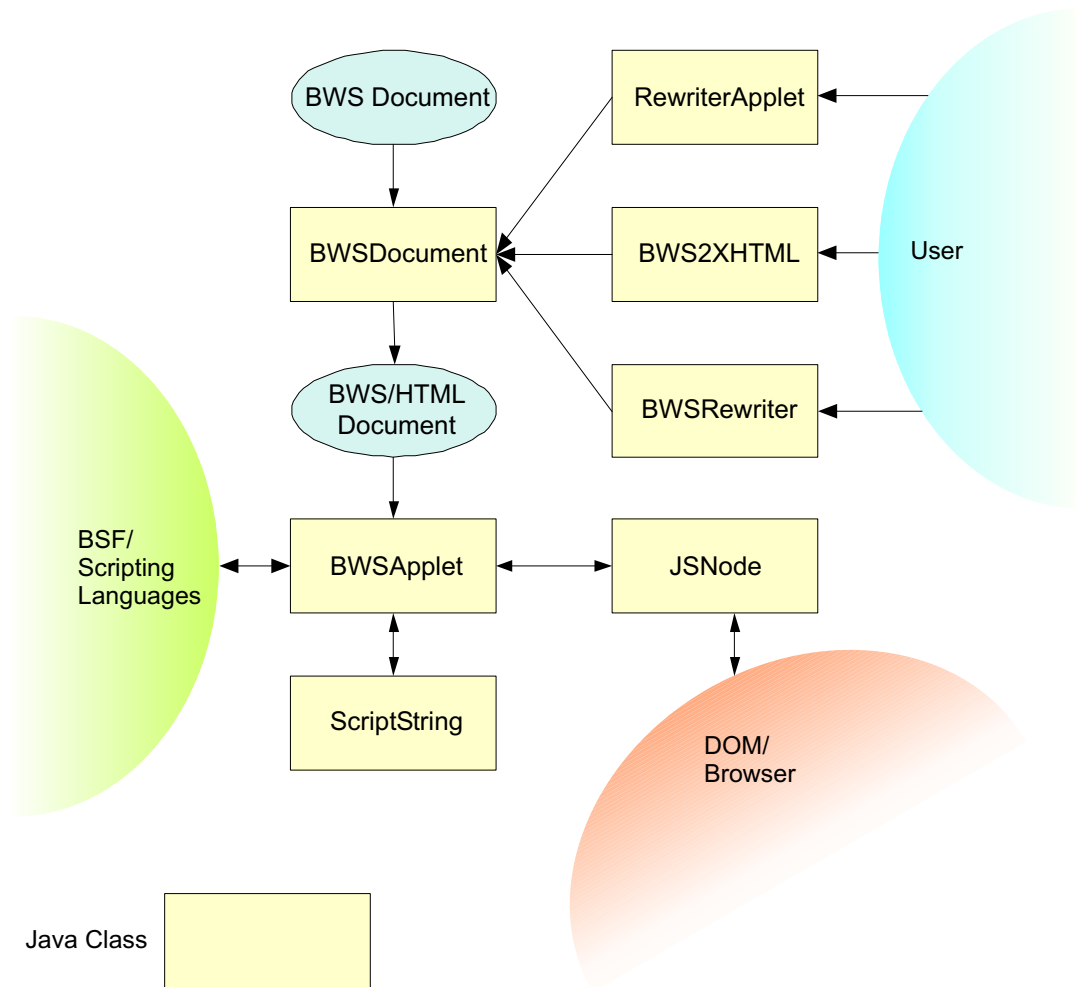 BWS Document
RewriterApplet
BWSDocument
BWS2XHTML
User
BWS/HTML
Document
BWSRewriter
BSF/
Scripting
Languages
BWSApplet
JSNode
ScriptString
DOM/
Browser
Java Class